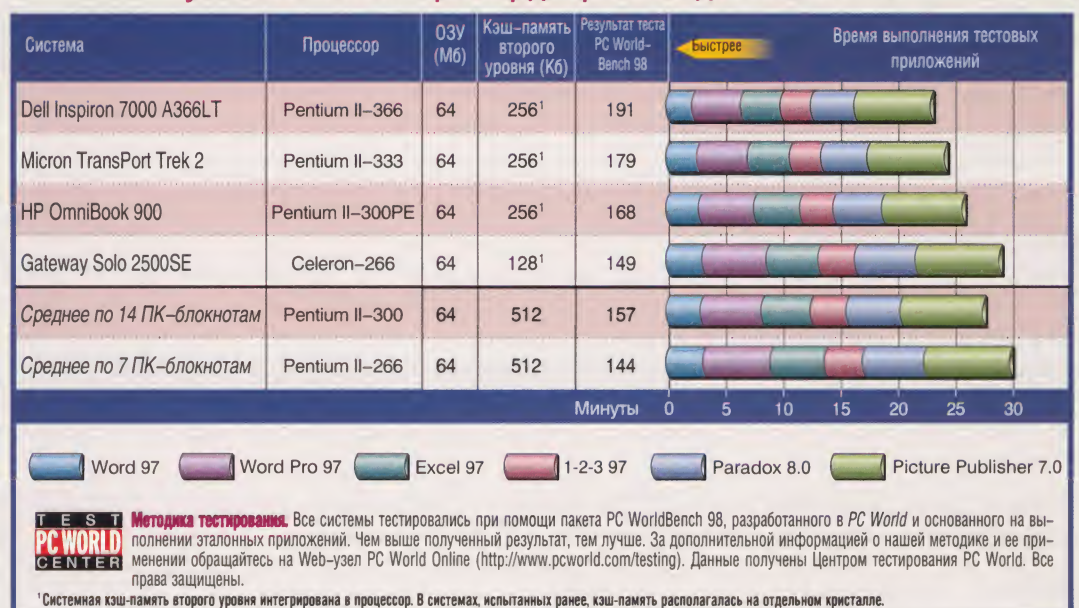 Система
Процессор
ОЗУ
(Мб)
Кэш–память
второго
уровня (Кб)
Результат теста
PC World–
Bench 98
Быстрее
Время выполнения тестовых
приложений
Dell Inspiron 7000 A366LT Pentium II–366 64 256¹ 191
Micron TransPort Trek 2 Pentium II–333 64 256¹ 179
HP OmniBook 900 Pentium II–300PE 64 256¹ 168
Gateway Solo 2500SE Celeron–266 64 128¹ 149
Среднее по 14 ПК–блокнотам Pentium II–300 64 512 157
Среднее по 7 ПК–блокнотам Pentium II–266 64 512 144
Минуты 0 5 10 15 20 25 30
Word 97 Word Pro 97 Excel 97 1-2-3 97 Paradox 8.0 Picture Publisher 7.0
TEST
PC WORLD
CENTER
Методика тестирования. Все системы тестировались при помощи пакета PC WorldBench 98, разработанного в PC World и основанного на вы–
полнении эталонных приложений. Чем выше полученный результат, тем лучше. За дополнительной информацией о нашей методике и ее при–
менении обращайтесь на Web–узел PC World Online (http://www.pcworld.com/testing). Данные получены Центром тестирования PC World. Все
права защищены.
¹Системная кэш-память второго уровня интегрирована в процессор. В системах, испытанных ранее, кэш-память располагалась на отдельном кристалле.